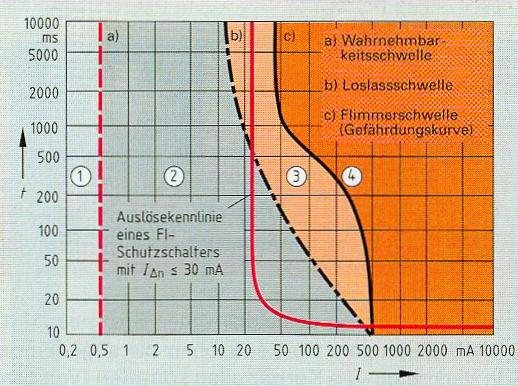 10000
ms
5000
2000
1000
500
200
100
50
20
10
t
a)
b)
c)
a) Wahrnehmbar-
keitsschwelle
b) Loslassschwelle
c) Flimmerschwelle
(Gefährdungskurve)
1
2
3
4
Auslösekennlinie
eines FI-
Schutzschalters
mit IΔn ≤ 30 mA
0,2 0,5 1 2 5 10 20 50 100 200 500 1000 2000 mA 10000
I